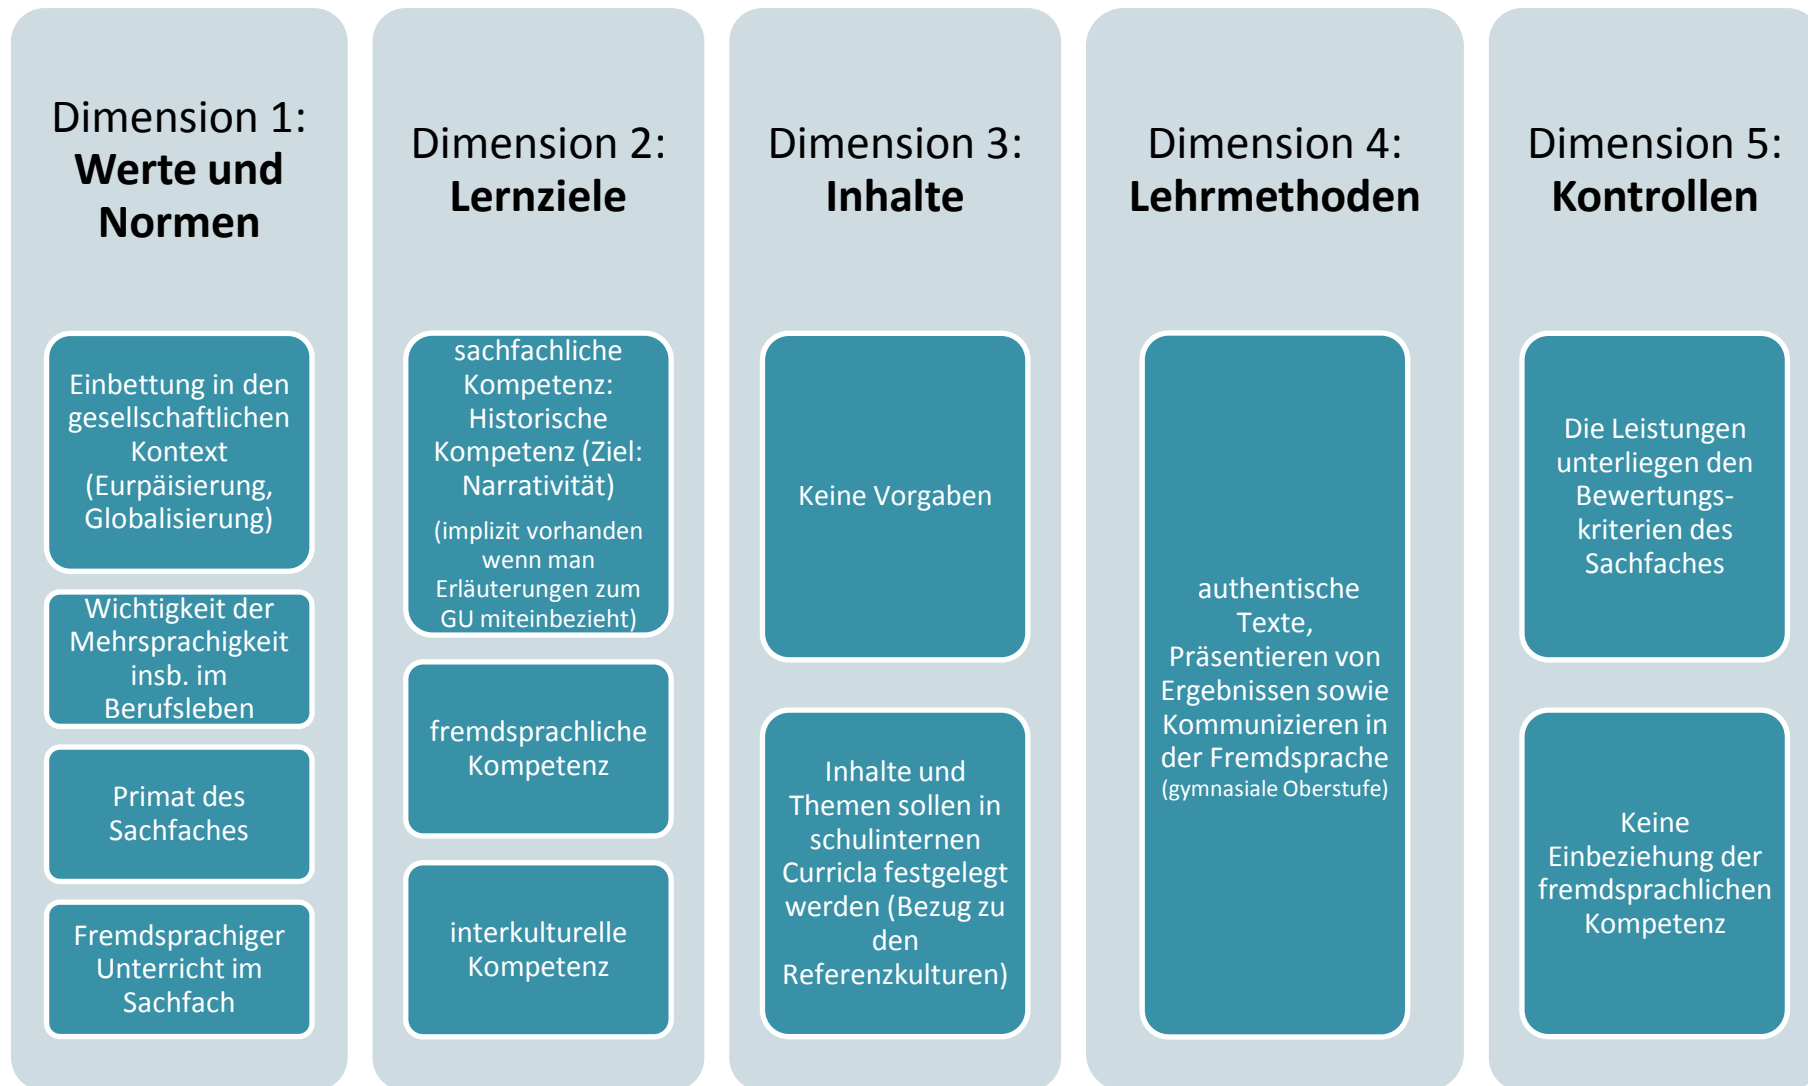 Dimension 1:
Werte und
Normen
Einbettung in den
gesellschaftlichen
Kontext
(Eurpäisierung,
Globalisierung)
Wichtigkeit der
Mehrsprachigkeit
insb. im
Berufsleben
Primat des
Sachfaches
Fremdsprachiger
Unterricht im
Sachfach
Dimension 2:
Lernziele
sachfachliche
Kompetenz:
Historische
Kompetenz (Ziel:
Narrativität)
(implizit vorhanden
wenn man
Erläuterungen zum
GU miteinbezieht)
fremdsprachliche
Kompetenz
interkulturelle
Kompetenz
Dimension 3:
Inhalte
Keine Vorgaben
Inhalte und
Themen sollen in
schulinternen
Curricla festgelegt
werden (Bezug zu
den
Referenzkulturen)
Dimension 4:
Lehrmethoden
authentische
Texte,
Präsentieren von
Ergebnissen sowie
Kommunizieren in
der Fremdsprache
(gymnasiale Oberstufe)
Dimension 5:
Kontrollen
Die Leistungen
unterliegen den
Bewertungs-
kriterien des
Sachfaches
Keine
Einbeziehung der
fremdsprachlichen
Kompetenz